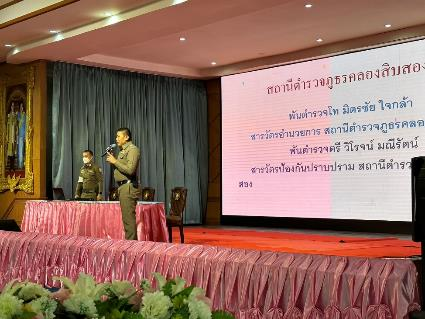 สถานีตำรวจภูธรคลองสิบสอง
พันตำรวจโท มิตรชัย ใจกล้า
สารวัตรอำนวยการ สถานีตำรวจภูธรคลอ
พันตำรวจตรี วิโรจน์ มณีรัตน์
สารวัตรป้องกันปราบปราม สถานีตำรว
สอง